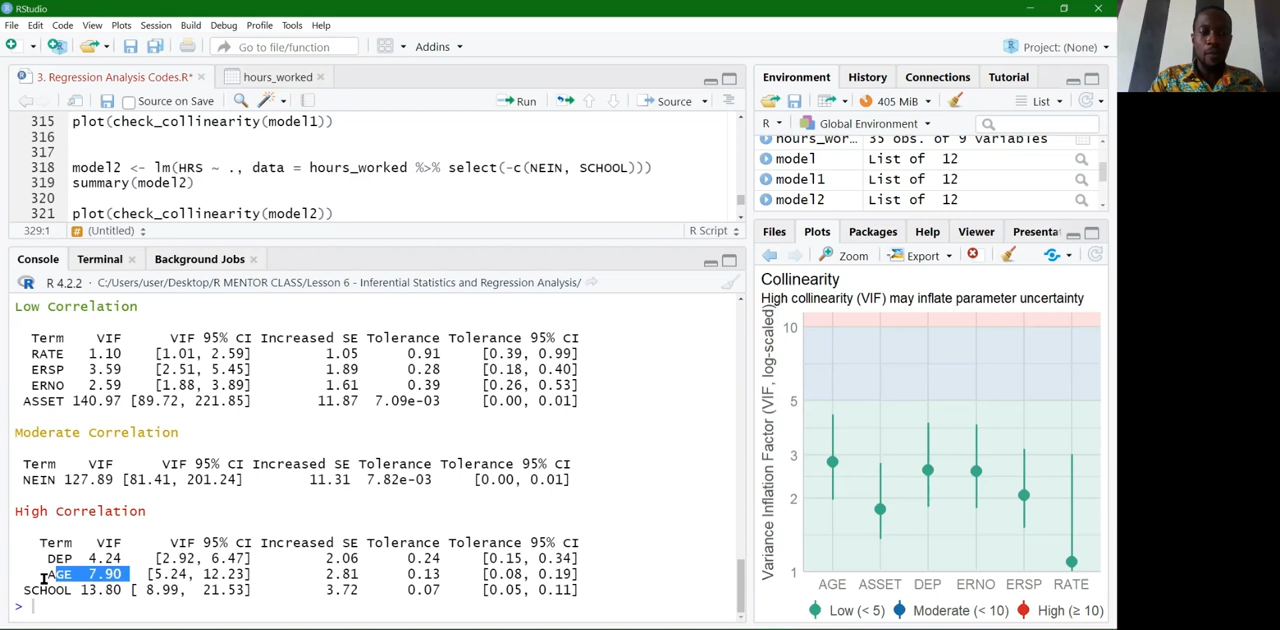 RStudio
File Edit Code View Plots Session Build Debug Profile Tools Help
Go to file/function Addins Project: (None)
3. Regression Analysis Codes.R* hours_worked
Source on Save Run Source
315 plot(check_collinearity(model1))
316
317
318 model2 <- lm(HRS ~ ., data = hours_worked %>% select(-c(NEIN, SCHOOL)))
319 summary(model2)
320
321 plot(check_collinearity(model2))
329:1 (Untitled) R Script
Console Terminal Background Jobs
R 4.2.2 · C:/Users/user/Desktop/R MENTOR CLASS/Lesson 6 - Inferential Statistics and Regression Analysis/
Low Correlation
Term VIF VIF 95% CI Increased SE Tolerance Tolerance 95% CI
RATE 1.10 [1.01, 2.59] 1.05 0.91 [0.39, 0.99]
ERSP 3.59 [2.51, 5.45] 1.89 0.28 [0.18, 0.40]
ERNO 2.59 [1.88, 3.89] 1.61 0.39 [0.26, 0.53]
ASSET 140.97 [89.72, 221.85] 11.87 7.09e-03 [0.00, 0.01]
Moderate Correlation
Term VIF VIF 95% CI Increased SE Tolerance Tolerance 95% CI
NEIN 127.89 [81.41, 201.24] 11.31 7.82e-03 [0.00, 0.01]
High Correlation
Term VIF VIF 95% CI Increased SE Tolerance Tolerance 95% CI
DEP 4.24 [2.92, 6.47] 2.06 0.24 [0.15, 0.34]
AGE 7.90 [5.24, 12.23] 2.81 0.13 [0.08, 0.19]
SCHOOL 13.80 [ 8.99, 21.53] 3.72 0.07 [0.05, 0.11]
>
Environment History Connections Tutorial
405 MiB List
R Global Environment
hours_wor… 35 obs. of 9 variables
model List of 12
model1 List of 12
model2 List of 12
Files Plots Packages Help Viewer Presenta
Zoom Export
Collinearity
High collinearity (VIF) may inflate parameter uncertainty
Variance Inflation Factor (VIF, log-scaled)
10
5
3
2
1
AGE ASSET DEP ERNO ERSP RATE
Low (< 5) Moderate (< 10) High (≥ 10)